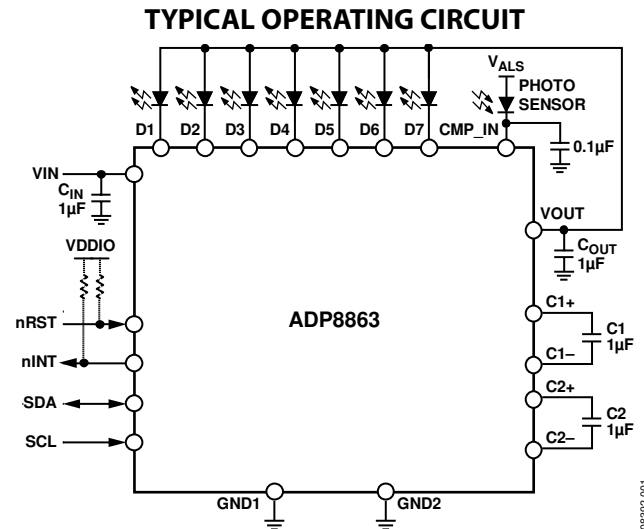 TYPICAL OPERATING CIRCUIT
VALS
PHOTO
SENSOR
D1 D2 D3 D4 D5 D6 D7 CMP_IN
0.1µF
VIN
CIN
1µF
VOUT
VDDIO
COUT
1µF
ADP8863
nRST
nINT
SDA
SCL
C1+
C1
1µF
C1–
C2+
C2
1µF
C2–
GND1
GND2
08392-001